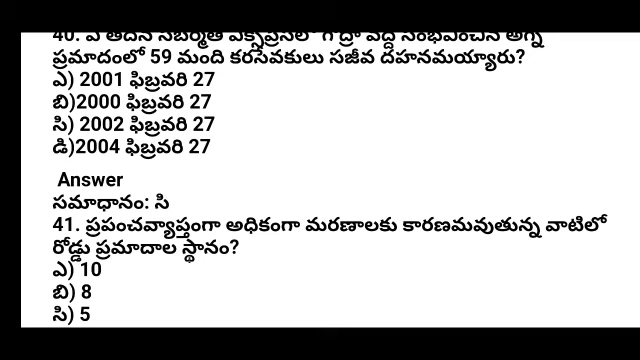 40. ఏ తేదిన సబర్మతి ఎక్స్‌ప్రెస్‌లో గోద్రా వద్ద సంభవించిన అగ్ని
ప్రమాదంలో 59 మంది కరసేవకులు సజీవ దహనమయ్యారు?
ఎ) 2001 ఫిబ్రవరి 27
బి)2000 ఫిబ్రవరి 27
సి) 2002 ఫిబ్రవరి 27
డి)2004 ఫిబ్రవరి 27
Answer
సమాధానం: సి
41. ప్రపంచవ్యాప్తంగా అధికంగా మరణాలకు కారణమవుతున్న వాటిలో
రోడ్డు ప్రమాదాల స్థానం?
ఎ) 10
బి) 8
సి) 5